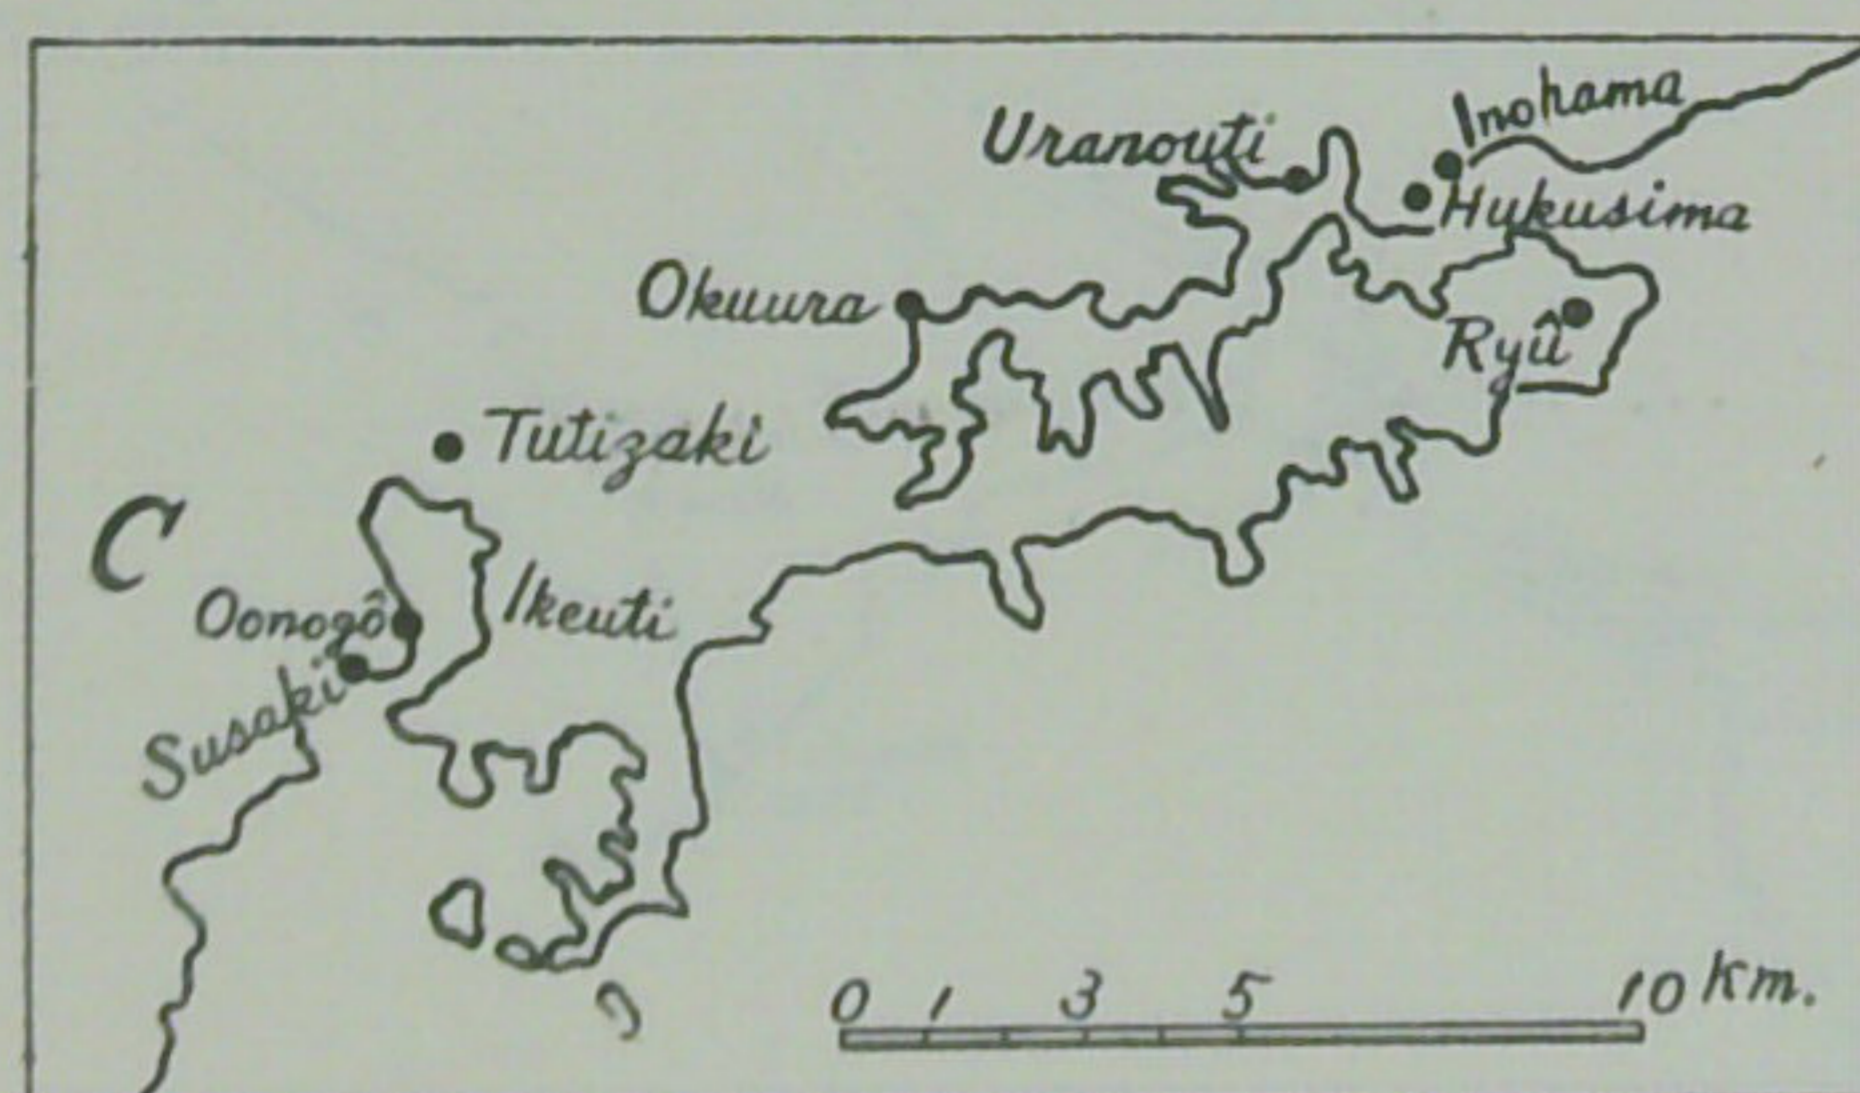 Inohama
Uranouti
Hukusima
Okuura
Ryû
Tutizaki
C
Oonogô
Ikeuti
Susaki
0 1 3 5 10 Km.